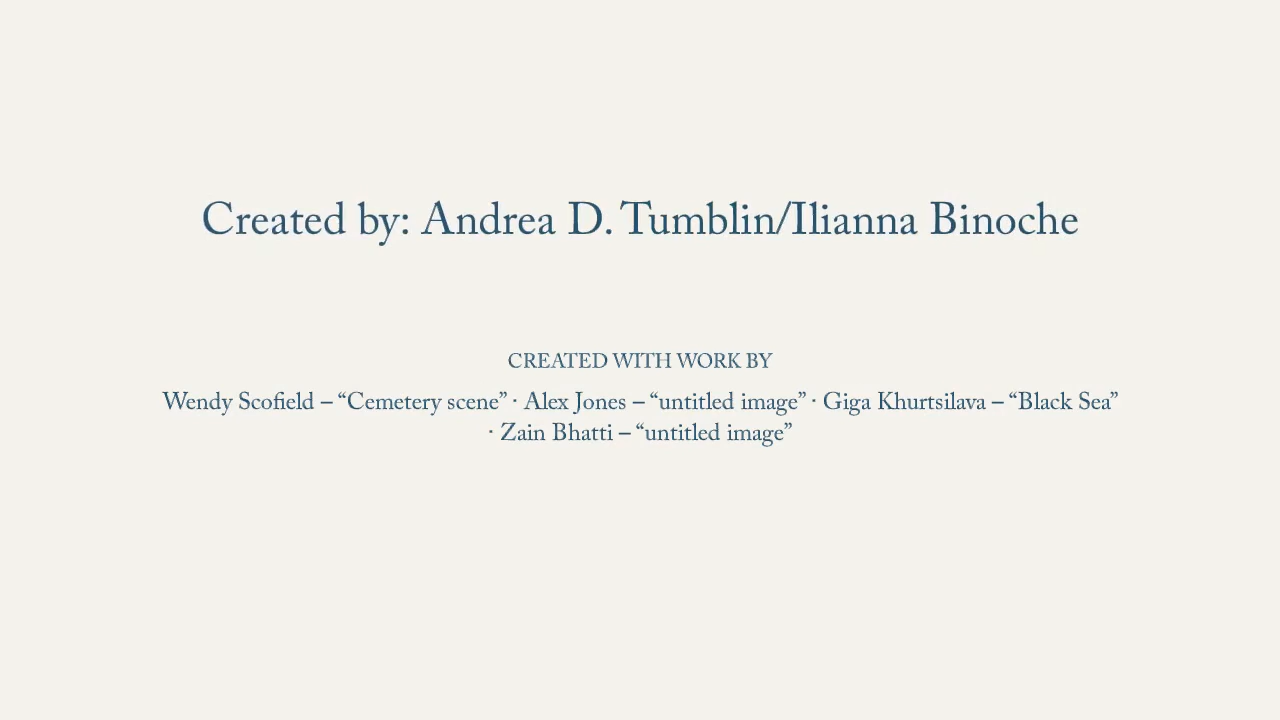 Created by: Andrea D. Tumblin/Ilianna Binoche
CREATED WITH WORK BY
Wendy Scofield – “Cemetery scene” · Alex Jones – “untitled image” · Giga Khurtsilava – “Black Sea”
· Zain Bhatti – “untitled image”